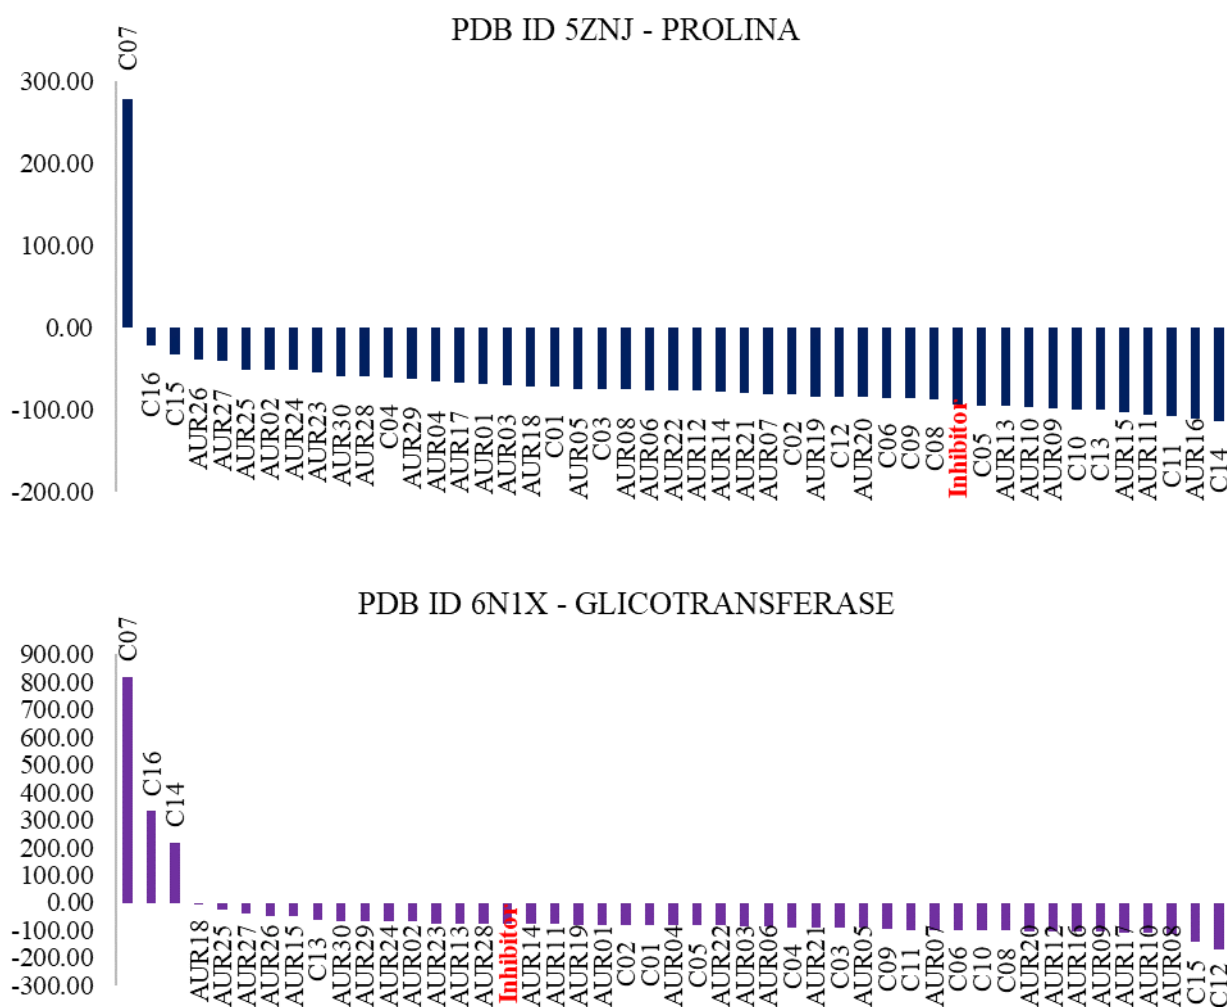 PDB ID 5ZNJ - PROLINA
C07
300.00
200.00
100.00
0.00
-100.00
-200.00
C16
C15
AUR26
AUR27
AUR25
AUR02
AUR24
AUR23
AUR30
AUR28
C04
AUR29
AUR04
AUR17
AUR01
AUR03
AUR18
C01
AUR05
C03
AUR08
AUR06
AUR22
AUR12
AUR14
AUR21
AUR07
C02
AUR19
C12
AUR20
C06
C09
C08
Inhibitor
C05
AUR13
AUR10
AUR09
C10
C13
AUR15
AUR11
C11
AUR16
C14
PDB ID 6N1X - GLICOTRANSFERASE
900.00
800.00
700.00
600.00
500.00
400.00
300.00
200.00
100.00
0.00
-100.00
-200.00
-300.00
C07
C16
C14
AUR18
AUR25
AUR27
AUR26
AUR15
C13
AUR30
AUR29
AUR24
AUR02
AUR23
AUR13
AUR28
Inhibitor
AUR14
AUR11
AUR19
AUR01
C02
C01
AUR04
C05
AUR22
AUR03
AUR06
C04
AUR21
C03
AUR05
C09
C11
AUR07
C06
C10
C08
AUR20
AUR12
AUR16
AUR09
AUR17
AUR10
AUR08
C15
C12